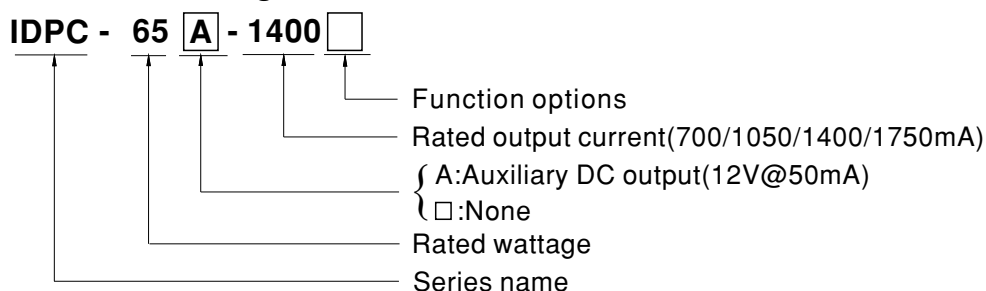 IDPC - 65 A - 1400
Function options
Rated output current(700/1050/1400/1750mA)
A:Auxiliary DC output(12V@50mA)
□:None
Rated wattage
Series name